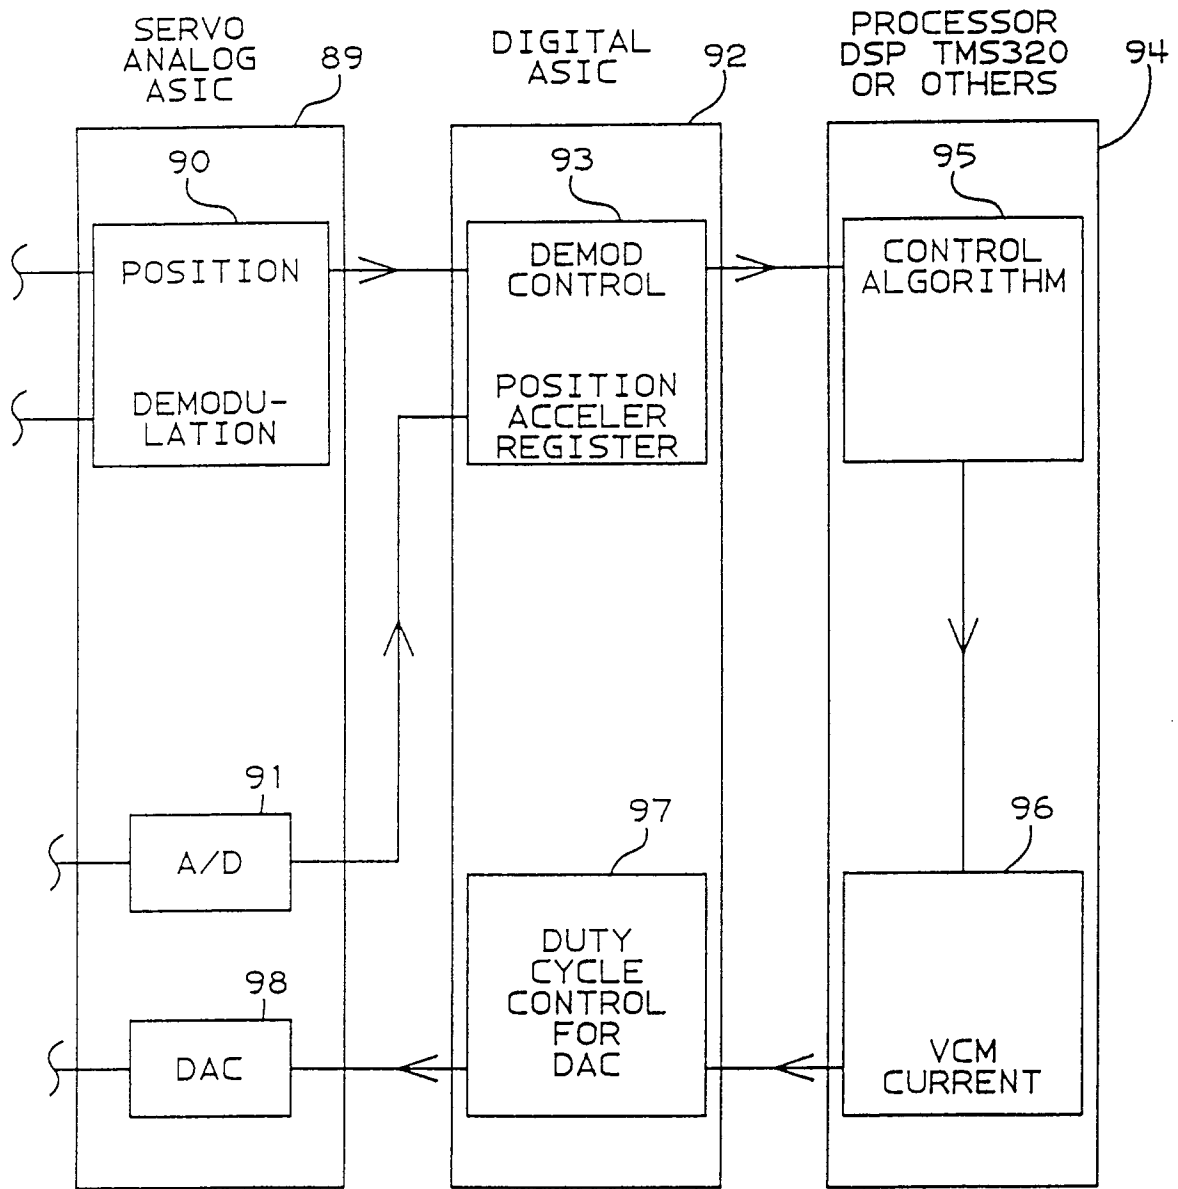 SERVO
ANALOG
ASIC
89
DIGITAL
ASIC
92
PROCESSOR
DSP TMS320
OR OTHERS
94
90
POSITION
DEMODU-
LATION
93
DEMOD
CONTROL
POSITION
ACCELER
REGISTER
95
CONTROL
ALGORITHM
91
A/D
97
DUTY
CYCLE
CONTROL
FOR
DAC
96
VCM
CURRENT
98
DAC